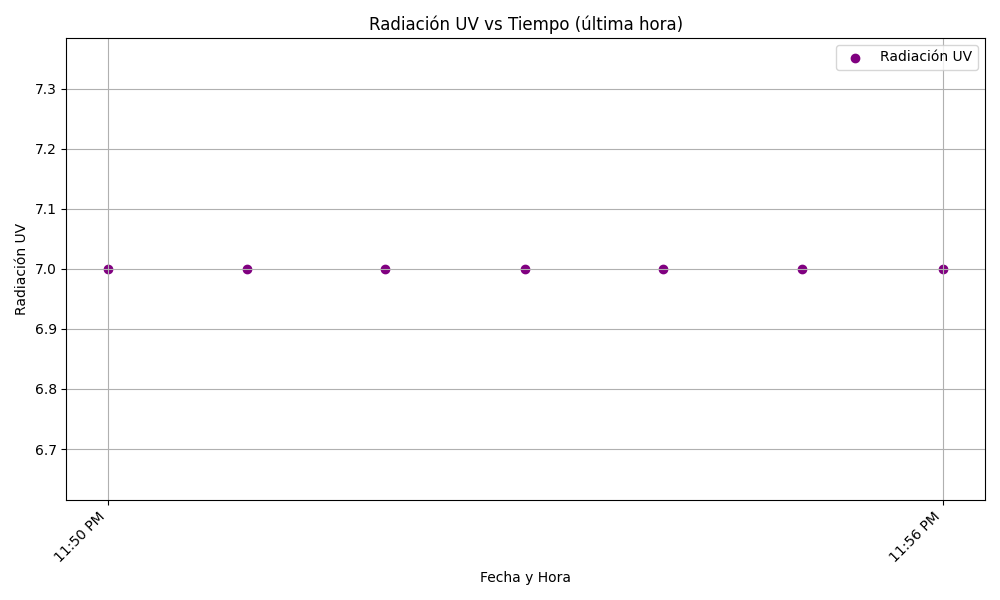 Radiación UV vs Tiempo (última hora)
Radiación UV
7.3
7.2
7.1
7.0
6.9
6.8
6.7
Radiación UV
11:50 PM
11:56 PM
Fecha y Hora